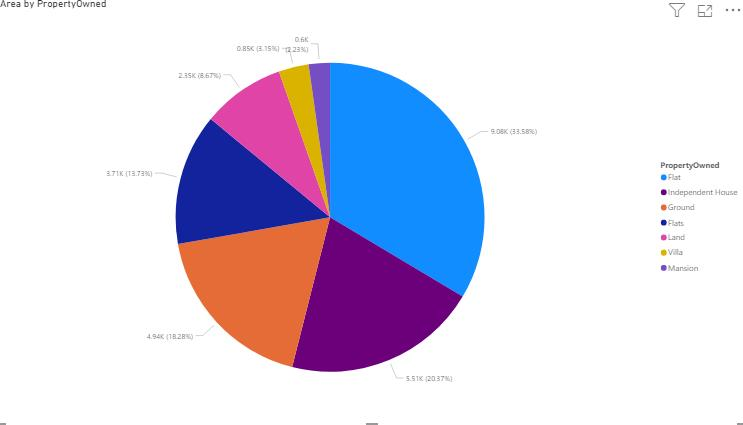 Area by PropertyOwned
0.6K
(2.23%)
0.85K (3.15%)
2.35K (8.67%)
9.08K (33.58%)
3.71K (13.73%)
4.94K (18.28%)
5.51K (20.37%)
PropertyOwned
Flat
Independent House
Ground
Flats
Land
Villa
Mansion